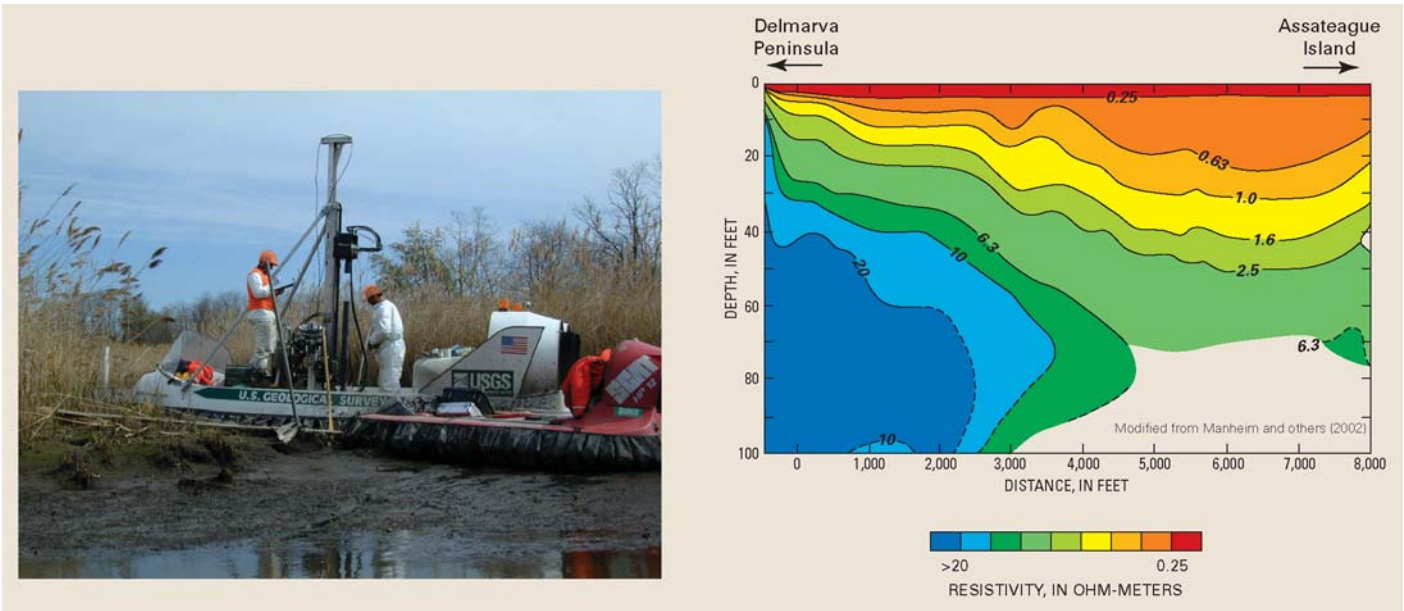 USGS
U.S. GEOLOGICAL SURVEY
Delmarva
Peninsula
Assateague
Island
DEPTH, IN FEET
0
20
40
60
80
100
0.25
0.63
1.0
1.6
2.5
6.3
10
20
6.3
10
Modified from Manheim and others (2002)
0
1,000
2,000
3,000
4,000
5,000
6,000
7,000
8,000
DISTANCE, IN FEET
>20
0.25
RESISTIVITY, IN OHM-METERS